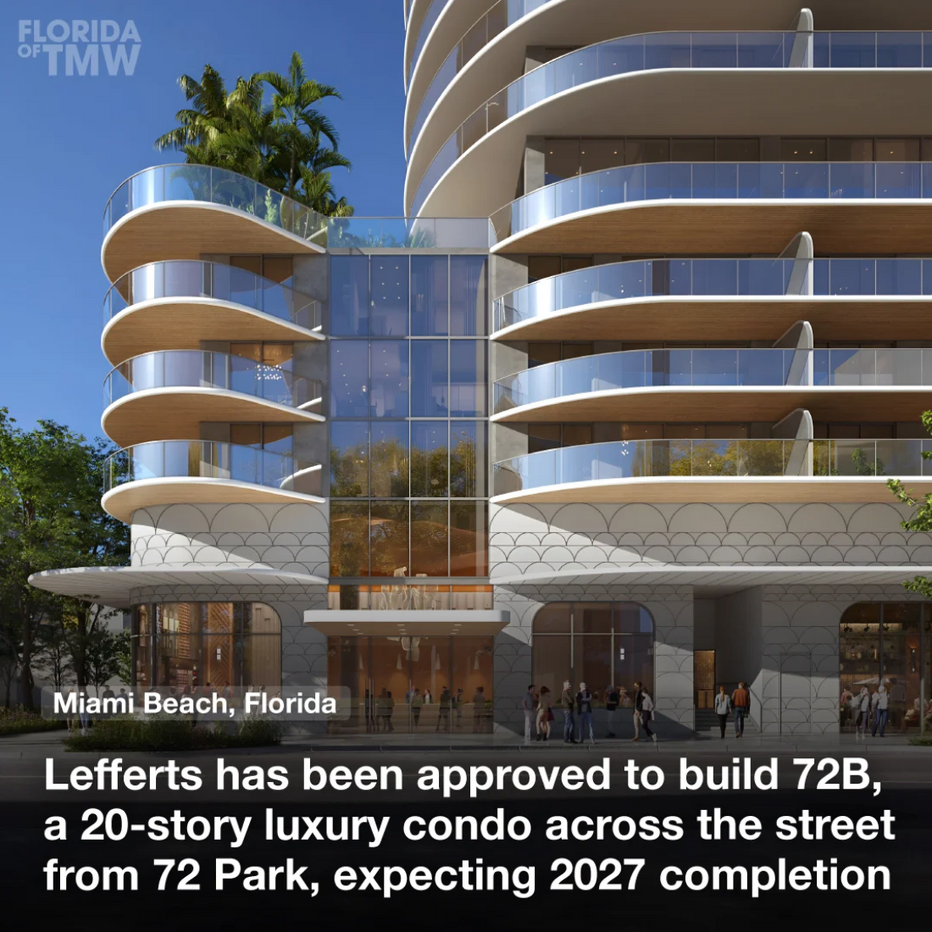 FLORIDA
OF TMW
Miami Beach, Florida
Lefferts has been approved to build 72B,
a 20-story luxury condo across the street
from 72 Park, expecting 2027 completion